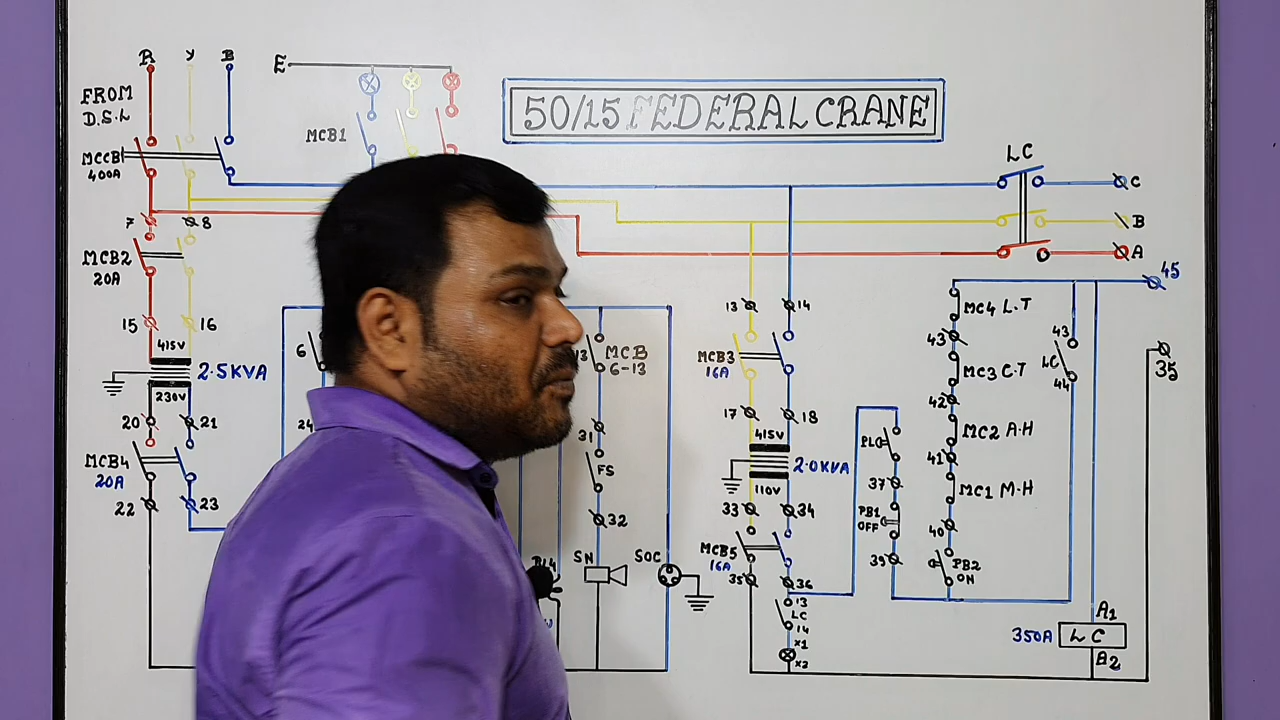 R Y B
E
FROM
D.S.L
50/15 FEDERAL CRANE
MCB1
LC
MCCB
400A
C
B
A
7 8
MCB2
20A
45
13 14
MC4 L.T
15 16
43
43
415V
2.5KVA
6
13
MCB
6-13
MCB3
16A
LC
44
35
MC3 C.T
42
230V
20 21
24
31
17 18
MC2 A.H
PL
41
415V
2.0KVA
110V
MCB4
20A
FS
37
MC1 M.H
22 23
32
33 34
PB1
OFF
40
MCB5
16A
SN
SOC
39
PB2
ON
35 36
13
LC
14
X1
X2
A1
350A
LC
B2